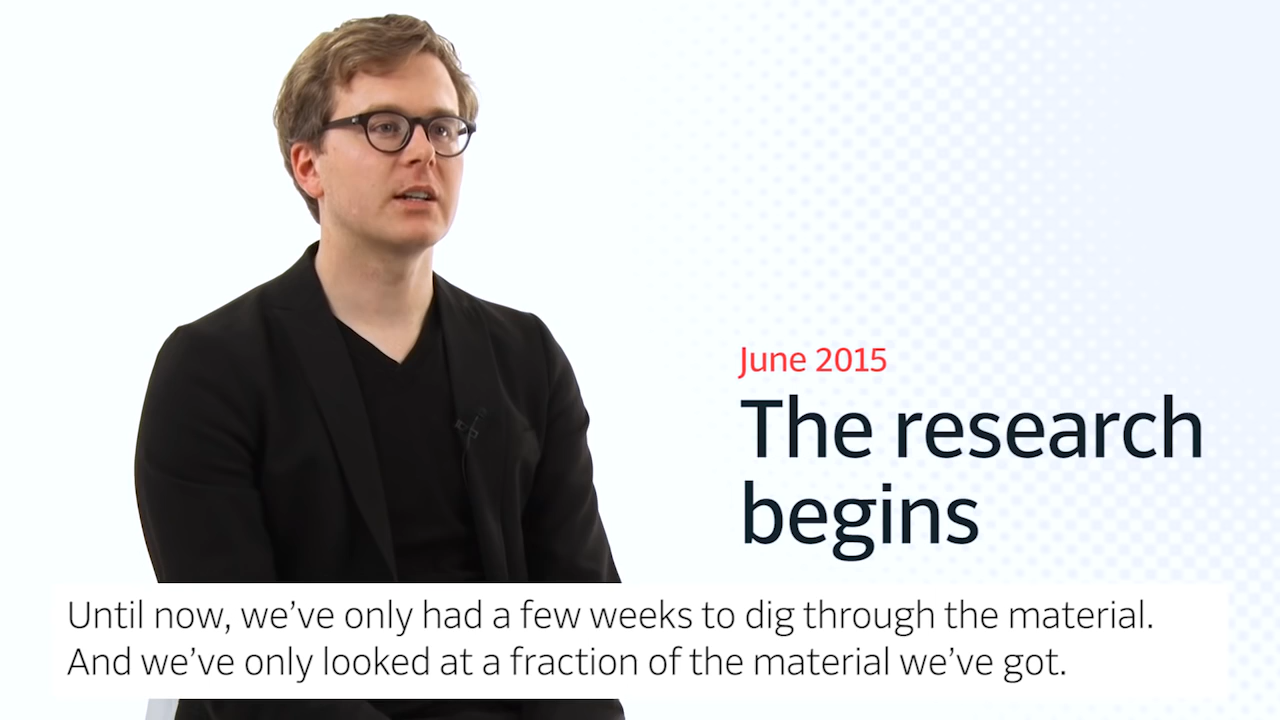 June 2015
The research
begins
Until now, we’ve only had a few weeks to dig through the material.
And we’ve only looked at a fraction of the material we’ve got.